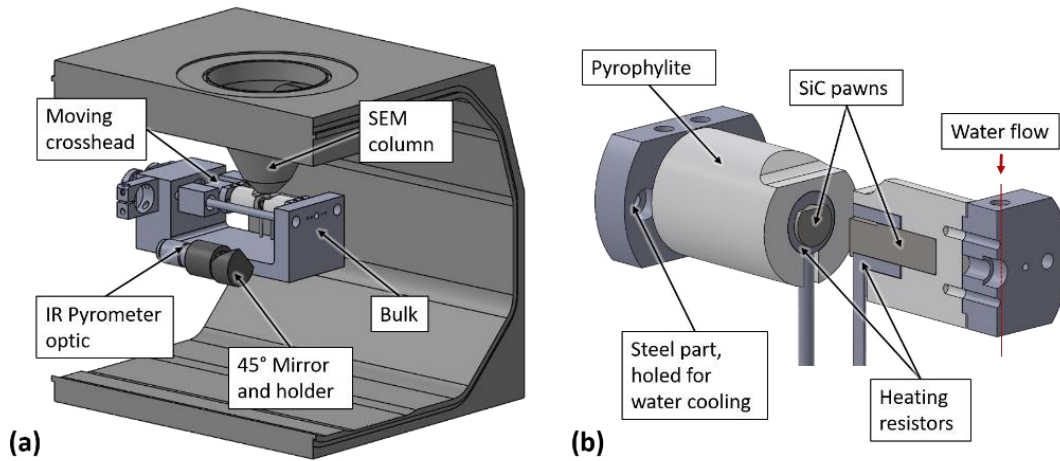 Moving
crosshead
SEM
column
IR Pyrometer
optic
45° Mirror
and holder
Bulk
(a)
Pyrophylite
SiC pawns
Water flow
Steel part,
holed for
water cooling
Heating
resistors
(b)